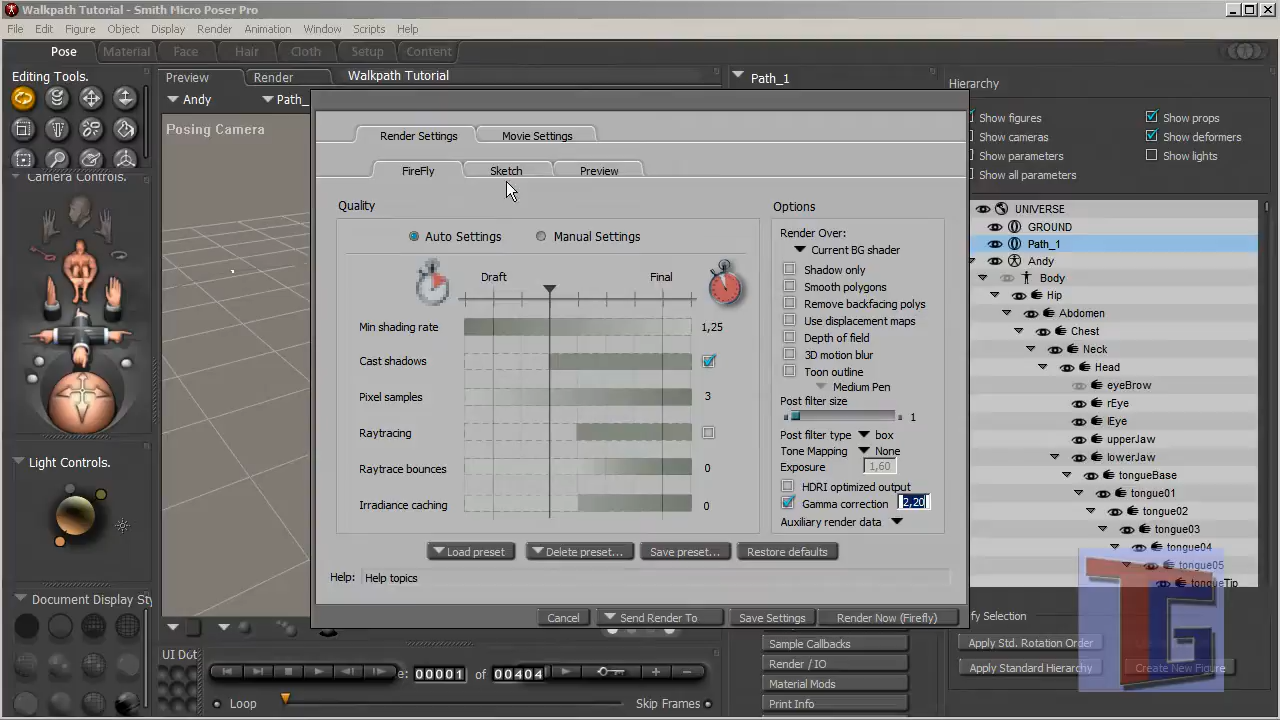 Walkpath Tutorial - Smith Micro Poser Pro
File Edit Figure Object Display Render Animation Window Scripts Help
Pose Material Face Hair Cloth Setup Content
Editing Tools.
Preview Render Walkpath Tutorial
Andy Path_
Posing Camera
Camera Controls.
Light Controls.
Document Display Sty
UI Dot
Render Settings Movie Settings
FireFly Sketch Preview
Quality
Auto Settings Manual Settings
Draft Final
Min shading rate 1,25
Cast shadows
Pixel samples 3
Raytracing
Raytrace bounces 0
Irradiance caching 0
Options
Render Over:
Current BG shader
Shadow only
Smooth polygons
Remove backfacing polys
Use displacement maps
Depth of field
3D motion blur
Toon outline
Medium Pen
Post filter size
1
Post filter type box
Tone Mapping None
Exposure 1,60
HDRI optimized output
Gamma correction 2,20
Auxiliary render data
Load preset Delete preset... Save preset... Restore defaults
Help: Help topics
Cancel Send Render To Save Settings Render Now (Firefly)
e: 00001 of 00404
Loop Skip Frames
Path_1
Sample Callbacks
Render / IO
Material Mods
Print Info
Hierarchy
Show figures Show props
Show cameras Show deformers
Show parameters Show lights
Show all parameters
UNIVERSE
GROUND
Path_1
Andy
Body
Hip
Abdomen
Chest
Neck
Head
eyeBrow
rEye
lEye
upperJaw
lowerJaw
tongueBase
tongue01
tongue02
tongue03
tongue04
tongue05
tongueTip
fy Selection
Apply Std. Rotation Order
Apply Standard Hierarchy Create New Figure
TG